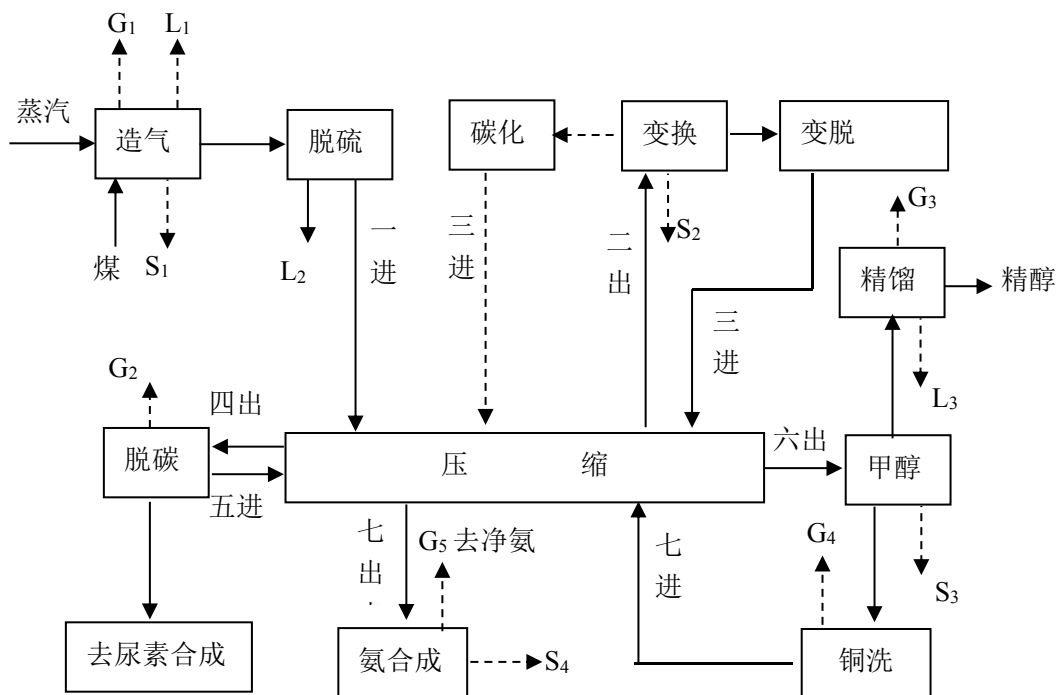 G1
L1
蒸汽
造气
脱硫
碳化
变换
变脱
G3
煤
S1
L2
一进
三进
二出
S2
三进
精馏
精醇
G2
四出
L3
脱碳
压缩
六出
甲醇
五进
七出
G5去净氨
七进
G4
S3
去尿素合成
氨合成
S4
铜洗